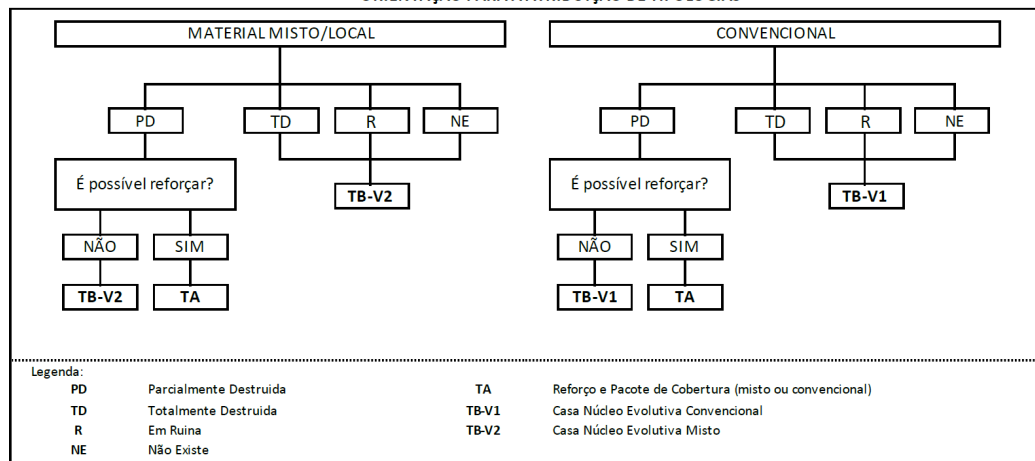 MATERIAL MISTO/LOCAL CONVENCIONAL
PD TD R NE PD TD R NE
É possível reforçar? É possível reforçar?
TB-V2 TB-V1
NÃO SIM NÃO SIM
TB-V2 TA TB-V1 TA
Legenda:
PD Parcialmente Destruida TA Reforço e Pacote de Cobertura (misto ou convencional)
TD Totalmente Destruida TB-V1 Casa Núcleo Evolutiva Convencional
R Em Ruina TB-V2 Casa Núcleo Evolutiva Misto
NE Não Existe